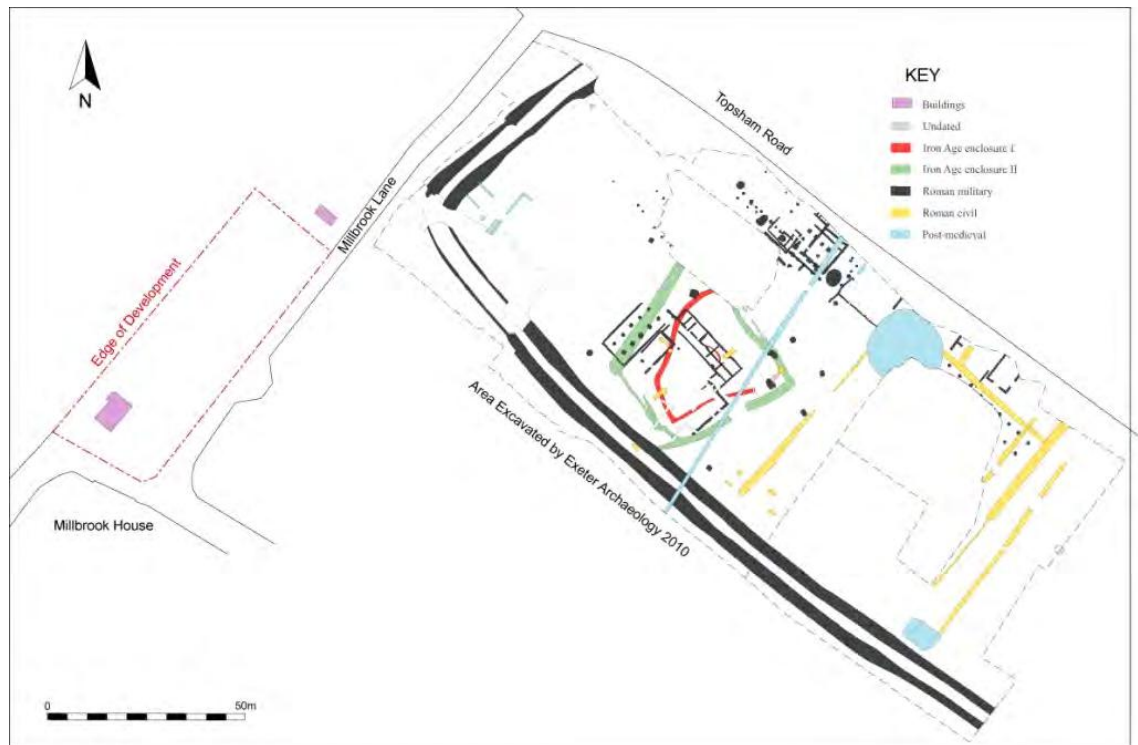 N
KEY
Buildings
Undated
Iron Age enclosure I
Iron Age enclosure II
Roman military
Roman civil
Post-medieval
Topsham Road
Millbrook Lane
Edge of Development
Area Excavated by Exeter Archaeology 2010
Millbrook House
0 50m